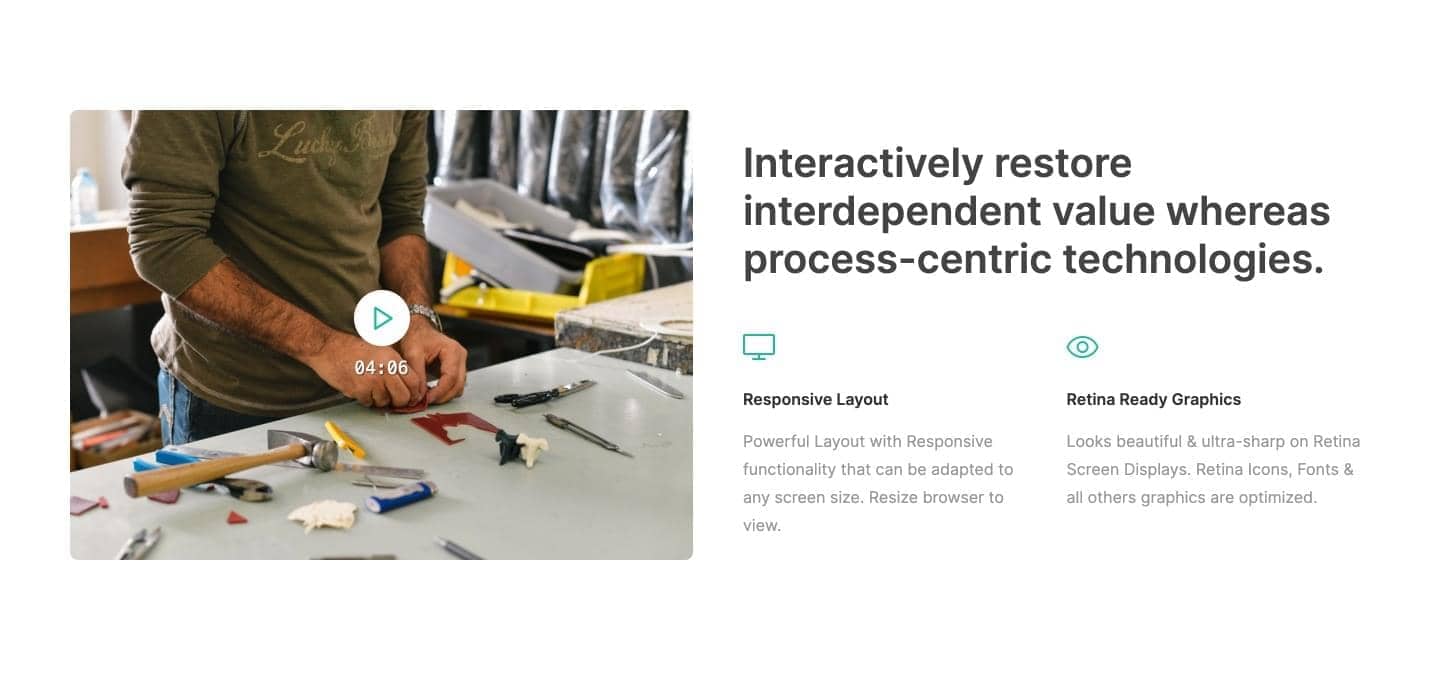 Lucky Brand
04:06
Interactively restore
interdependent value whereas
process-centric technologies.
Responsive Layout
Powerful Layout with Responsive
functionality that can be adapted to
any screen size. Resize browser to
view.
Retina Ready Graphics
Looks beautiful & ultra-sharp on Retina
Screen Displays. Retina Icons, Fonts &
all others graphics are optimized.